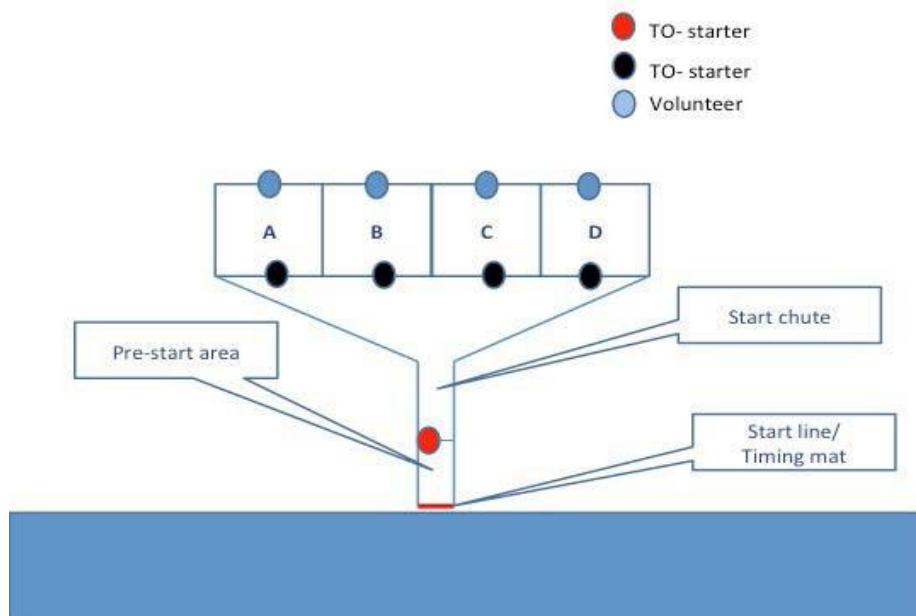 TO- starter
TO- starter
Volunteer
A
B
C
D
Start chute
Pre-start area
Start line/
Timing mat